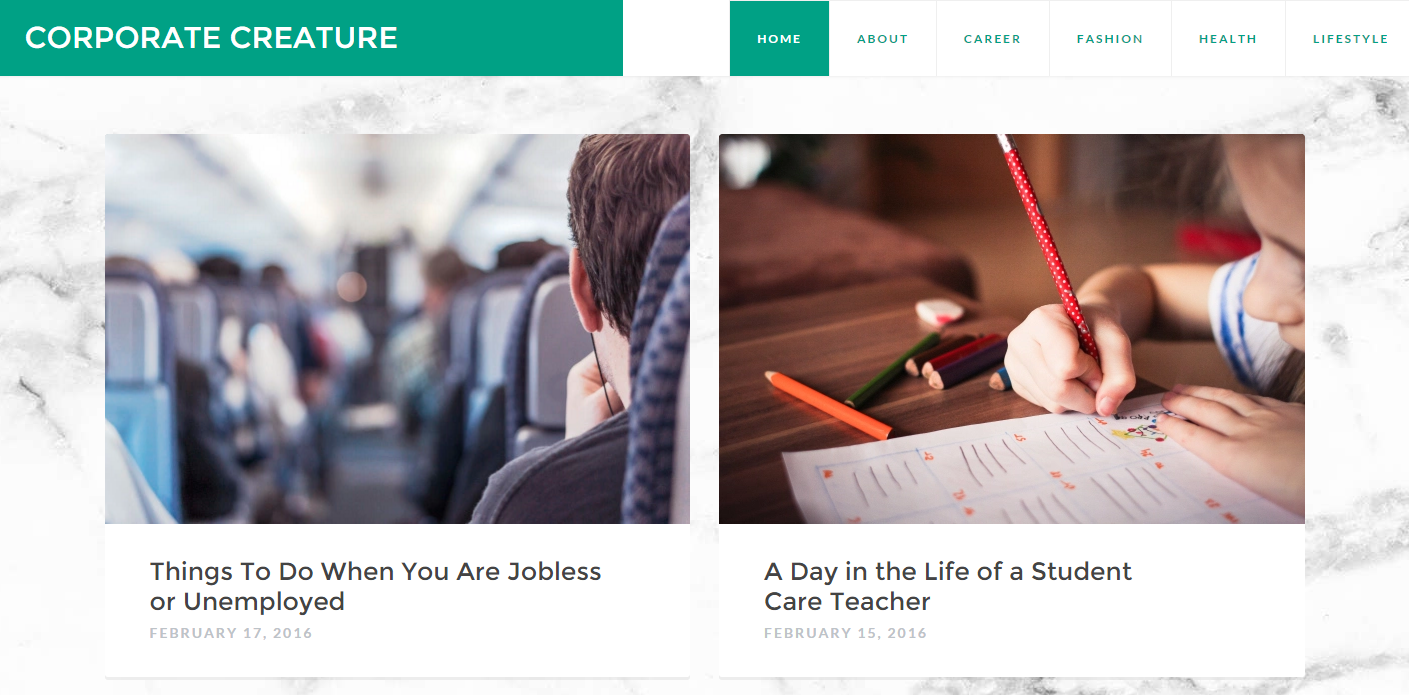 CORPORATE CREATURE
HOME
ABOUT
CAREER
FASHION
HEALTH
LIFESTYLE
Things To Do When You Are Jobless
or Unemployed
FEBRUARY 17, 2016
A Day in the Life of a Student
Care Teacher
FEBRUARY 15, 2016